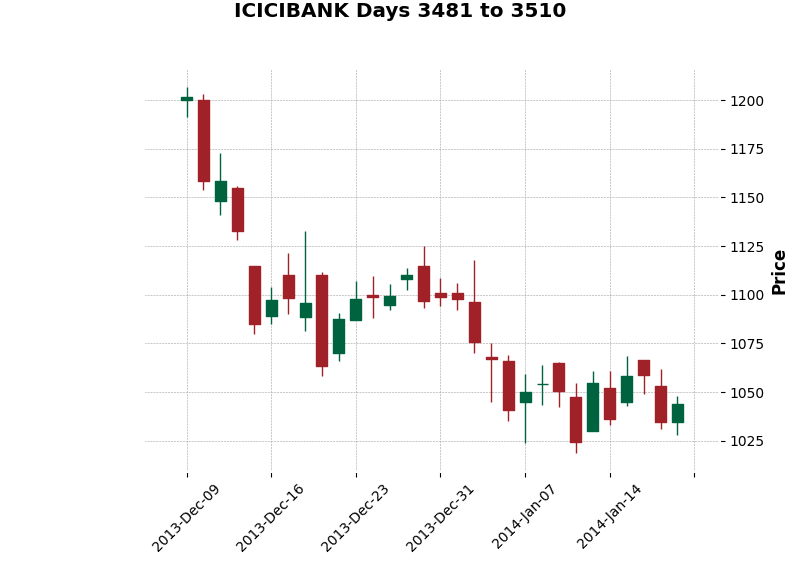 ICICIBANK Days 3481 to 3510
1200
1175
1150
1125
1100
1075
1050
1025
Price
2013-Dec-09
2013-Dec-16
2013-Dec-23
2013-Dec-31
2014-Jan-07
2014-Jan-14